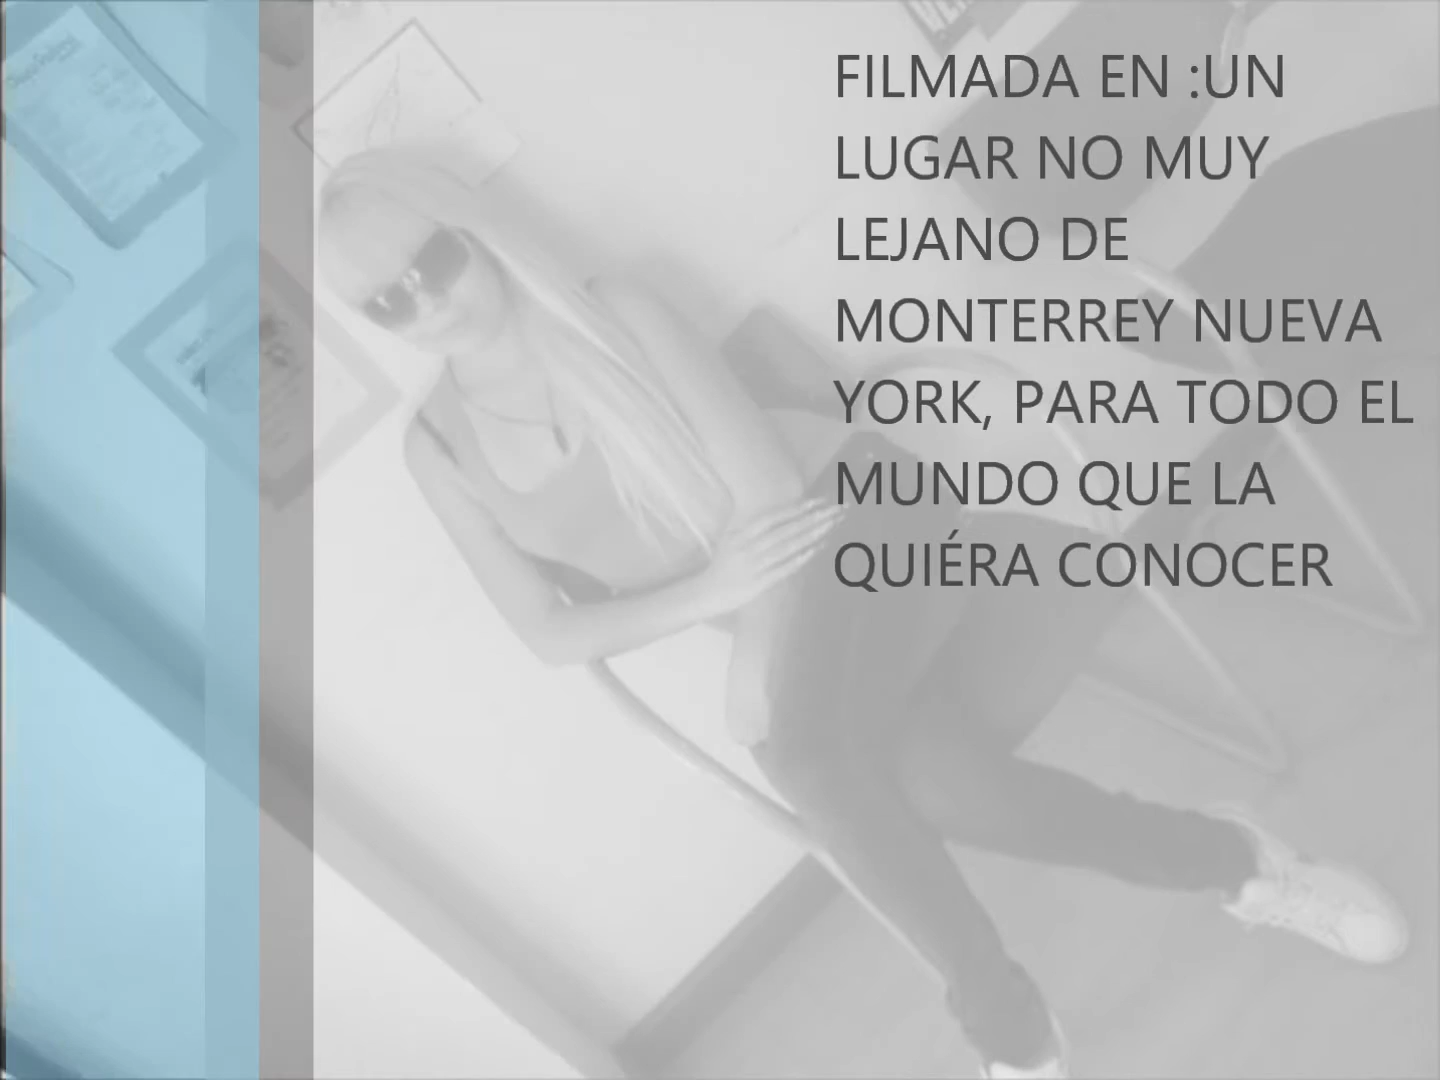 FILMADA EN :UN
LUGAR NO MUY
LEJANO DE
MONTERREY NUEVA
YORK, PARA TODO EL
MUNDO QUE LA
QUIÉRA CONOCER